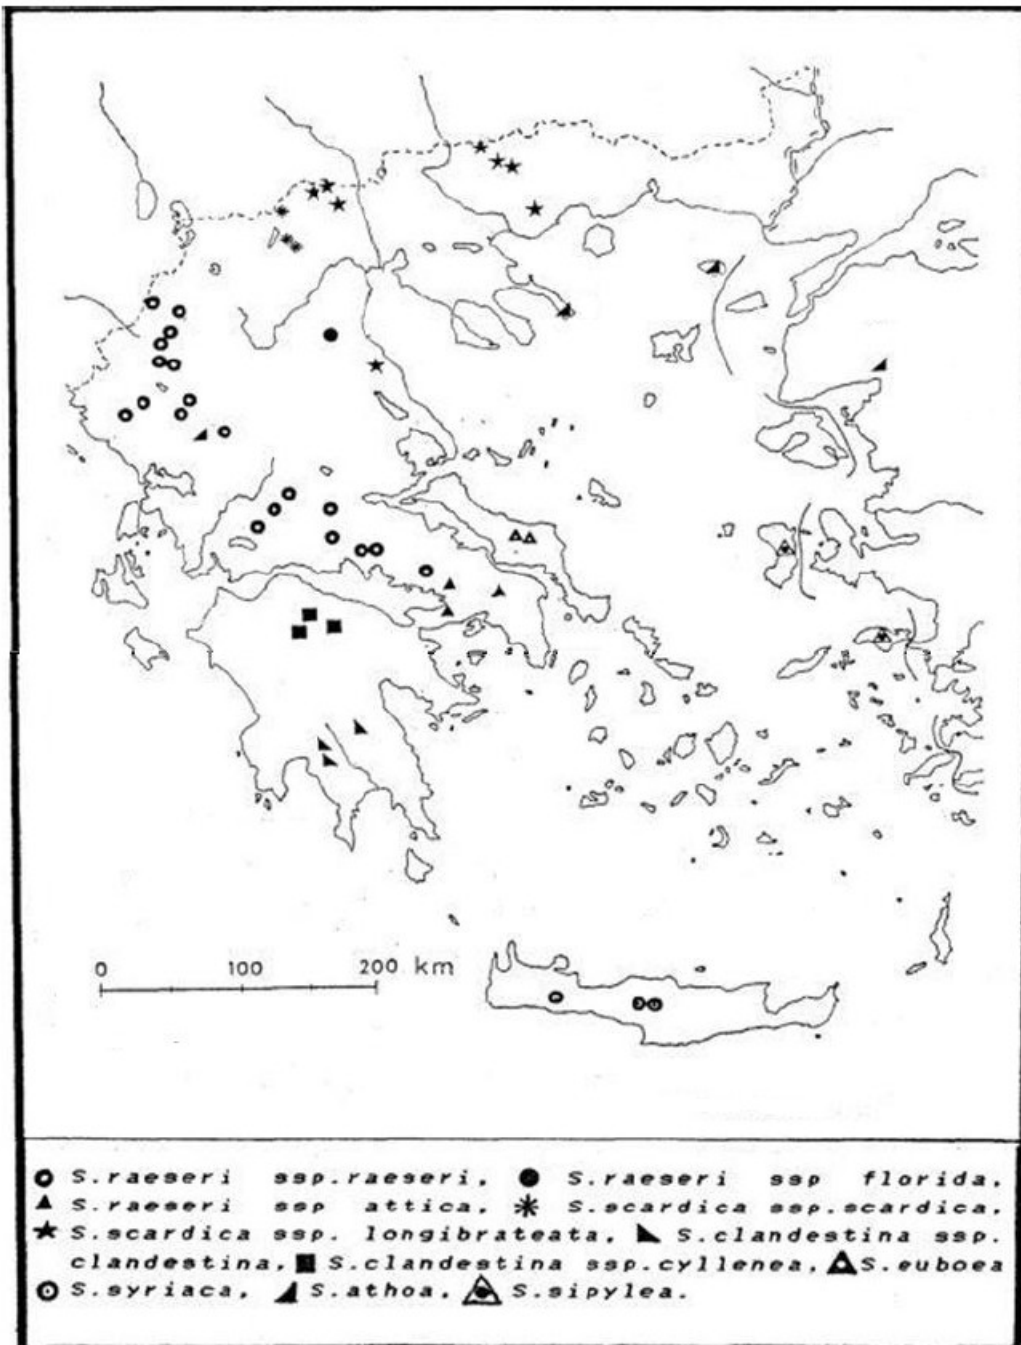 0 100 200 km
S.raeseri ssp.raeseri, S.raeseri ssp florida,
S.raeseri ssp attica, S.scardica ssp.scardica,
S.scardica ssp. longibrateata, S.clandestina ssp.
clandestina, S.clandestina ssp.cyllenea, S.euboea
S.syriaca, S.athoa, S.sipylea.